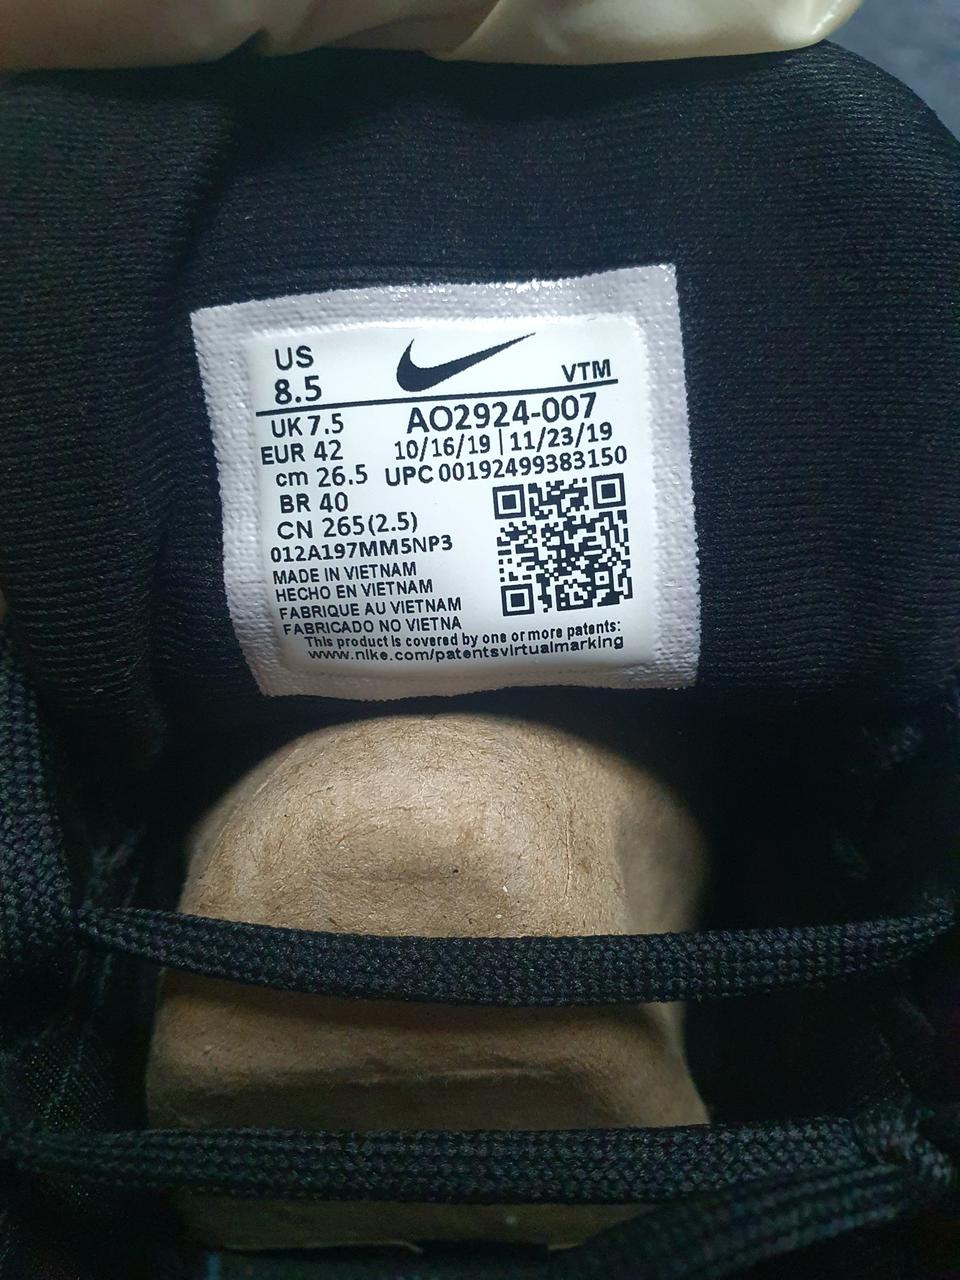 US
8.5
VTM
UK 7.5
EUR 42
cm 26.5
BR 40
CN 265(2.5)
012A197MM5NP3
AO2924-007
10/16/19 | 11/23/19
UPC 00192499383150
MADE IN VIETNAM
HECHO EN VIETNAM
FABRIQUE AU VIETNAM
FABRICADO NO VIETNA
This product is covered by one or more patents:
www.nike.com/patentsvirtualmarking